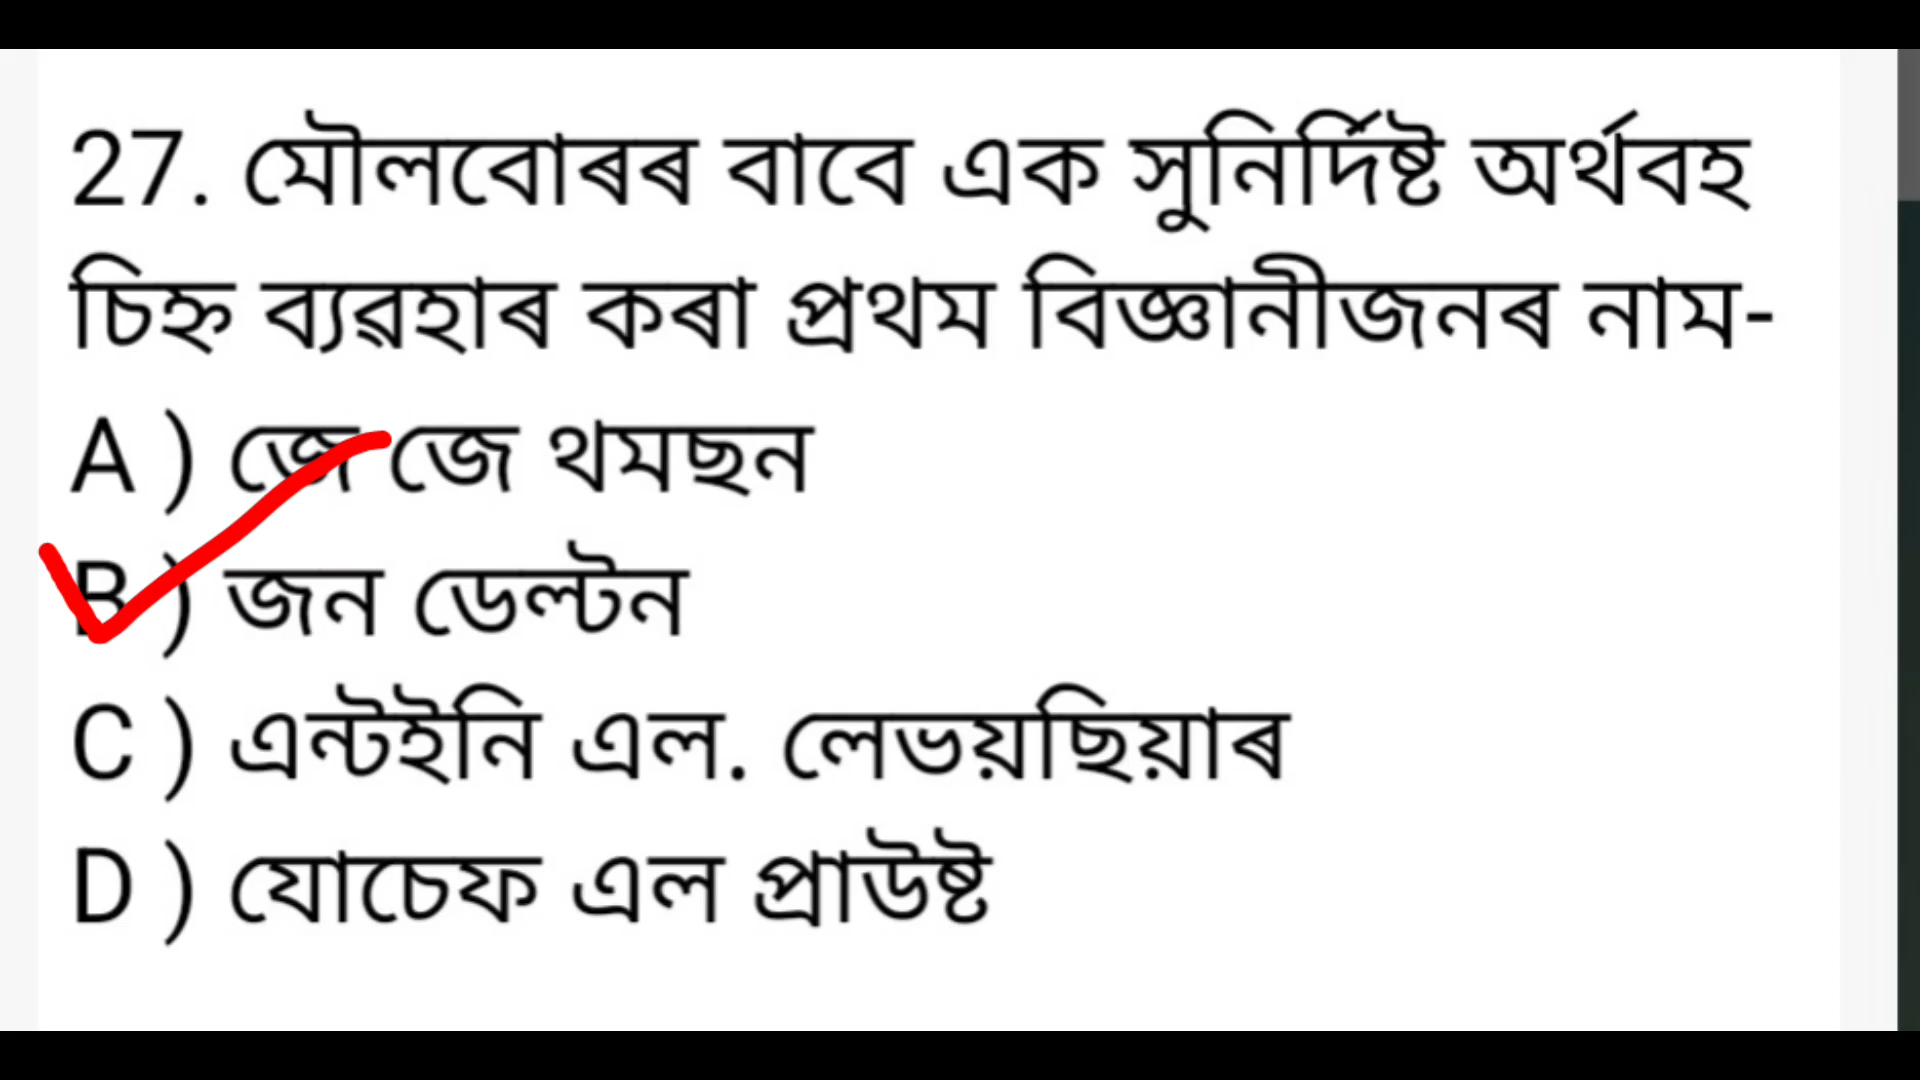 27. মৌলবোৰৰ বাবে এক সুনিৰ্দিষ্ট অৰ্থবহ
চিহ্ন ব্যৱহাৰ কৰা প্ৰথম বিজ্ঞানীজনৰ নাম-
A ) জে জে থমছন
B ) জন ডেল্টন
C ) এন্টইনি এল. লেভয়ছিয়াৰ
D ) যোচেফ এল প্ৰাউষ্ট